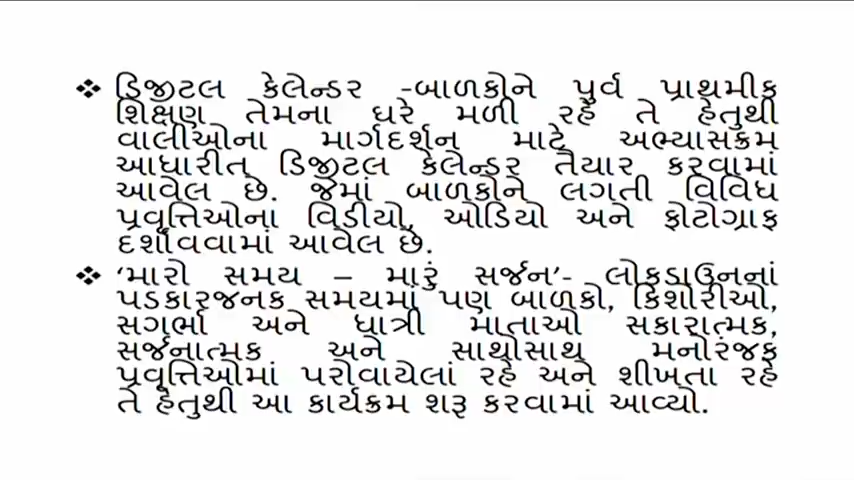 ❖ ડિજીટલ કેલેન્ડર -બાળકોને પુર્વ પ્રાથમીક
શિક્ષણ તેમના ઘરે મળી રહે તે હેતુથી
વાલીઓના માર્ગદર્શન માટે અભ્યાસક્રમ
આધારીત ડિજીટલ કેલેન્ડર તૈયાર કરવામાં
આવેલ છે. જેમાં બાળકોને લગતી વિવિધ
પ્રવૃત્તિઓના વિડીયો, ઓડિયો અને ફોટોગ્રાફ
દર્શાવવામાં આવેલ છે.
❖ ‘મારો સમય – મારું સર્જન’- લોકડાઉનનાં
પડકારજનક સમયમાં પણ બાળકો, કિશોરીઓ,
સગર્ભા અને ધાત્રી માતાઓ સકારાત્મક,
સર્જનાત્મક અને સાથોસાથ મનોરંજક
પ્રવૃત્તિઓમાં પરોવાયેલાં રહે અને શીખતા રહે
તે હેતુથી આ કાર્યક્રમ શરૂ કરવામાં આવ્યો.